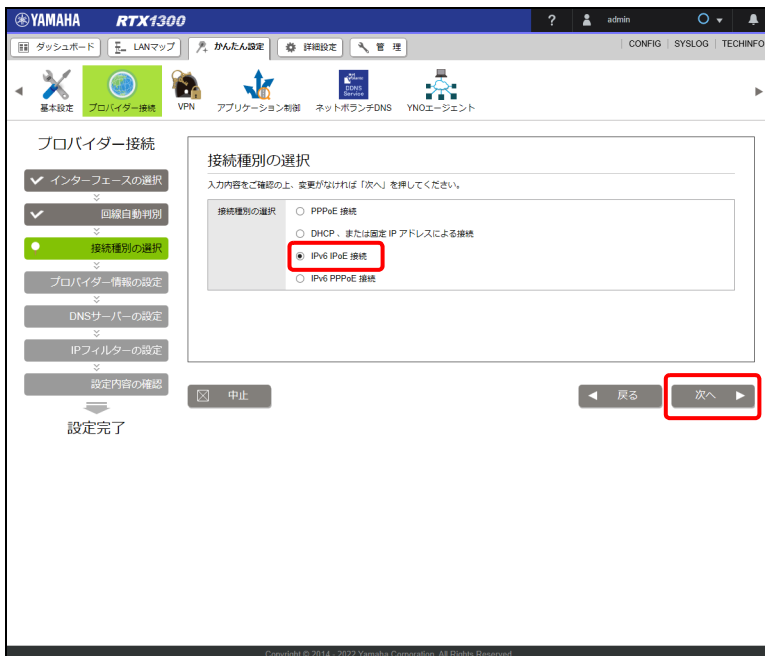 YAMAHA RTX1300 ? admin
ダッシュボード LANマップ かんたん設定 詳細設定 管理 CONFIG SYSLOG TECHINFO
DDNS
Service
基本設定 プロバイダー接続 VPN アプリケーション制御 ネットボランチDNS YNOエージェント
プロバイダー接続
インターフェースの選択
回線自動判別
接続種別の選択
プロバイダー情報の設定
DNSサーバーの設定
IPフィルターの設定
設定内容の確認
設定完了
接続種別の選択
入力内容をご確認の上、変更がなければ「次へ」を押してください。
接続種別の選択
PPPoE 接続
DHCP 、または固定 IP アドレスによる接続
IPv6 IPoE 接続
IPv6 PPPoE 接続
中止 戻る 次へ
Copyright © 2014 - 2022 Yamaha Corporation. All Rights Reserved.